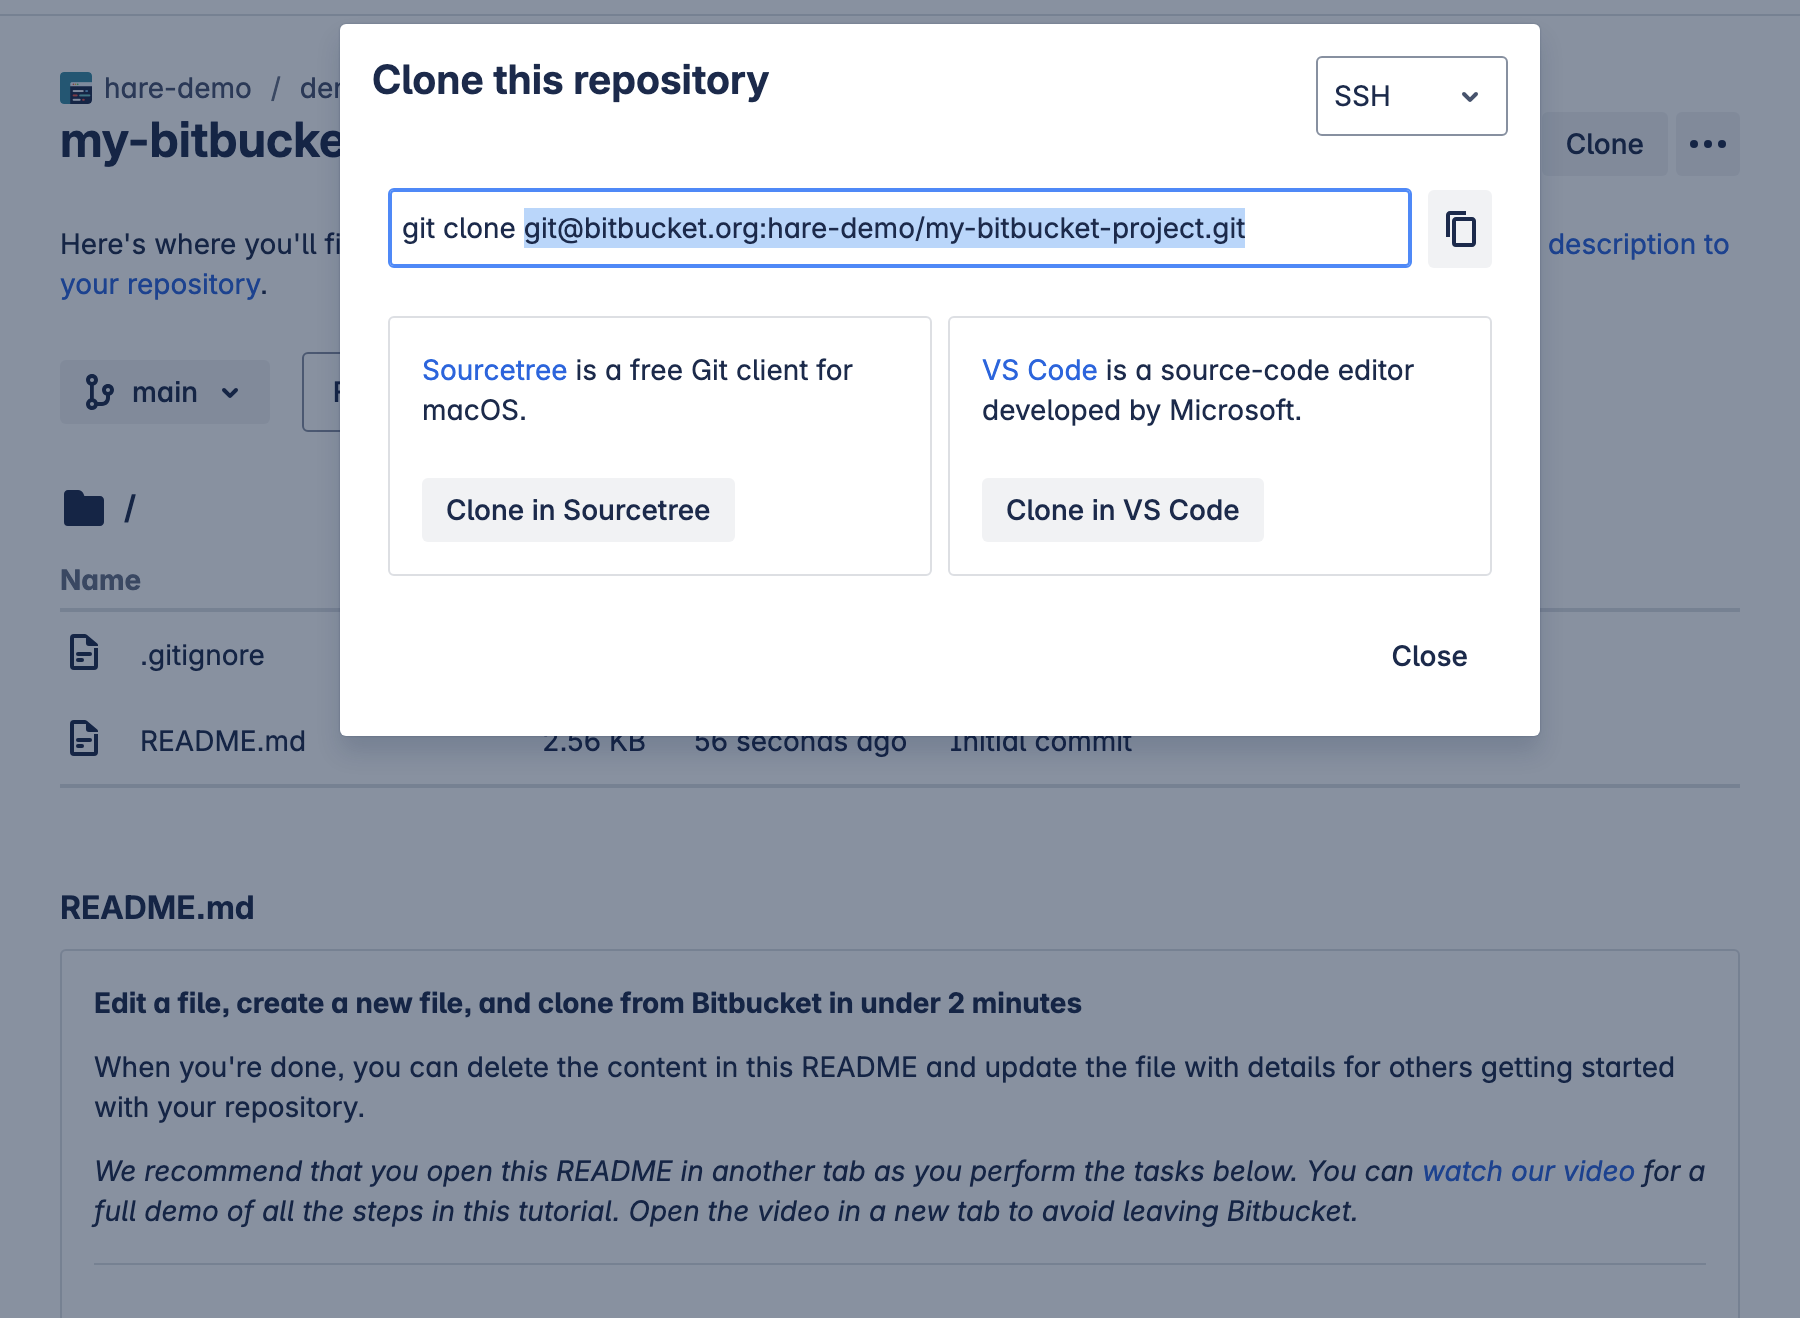 hare-demo /
my-bitbucke
Clone this repository
SSH
Clone
git clone git@bitbucket.org:hare-demo/my-bitbucket-project.git
Here's where you'll
description to
your repository.
Sourcetree is a free Git client for
macOS.
Clone in Sourcetree
VS Code is a source-code editor
developed by Microsoft.
Clone in VS Code
Close
main
/
Name
.gitignore
README.md 2.56 KB 56 seconds ago Initial commit
README.md
Edit a file, create a new file, and clone from Bitbucket in under 2 minutes
When you're done, you can delete the content in this README and update the file with details for others getting started
with your repository.
We recommend that you open this README in another tab as you perform the tasks below. You can watch our video for a
full demo of all the steps in this tutorial. Open the video in a new tab to avoid leaving Bitbucket.